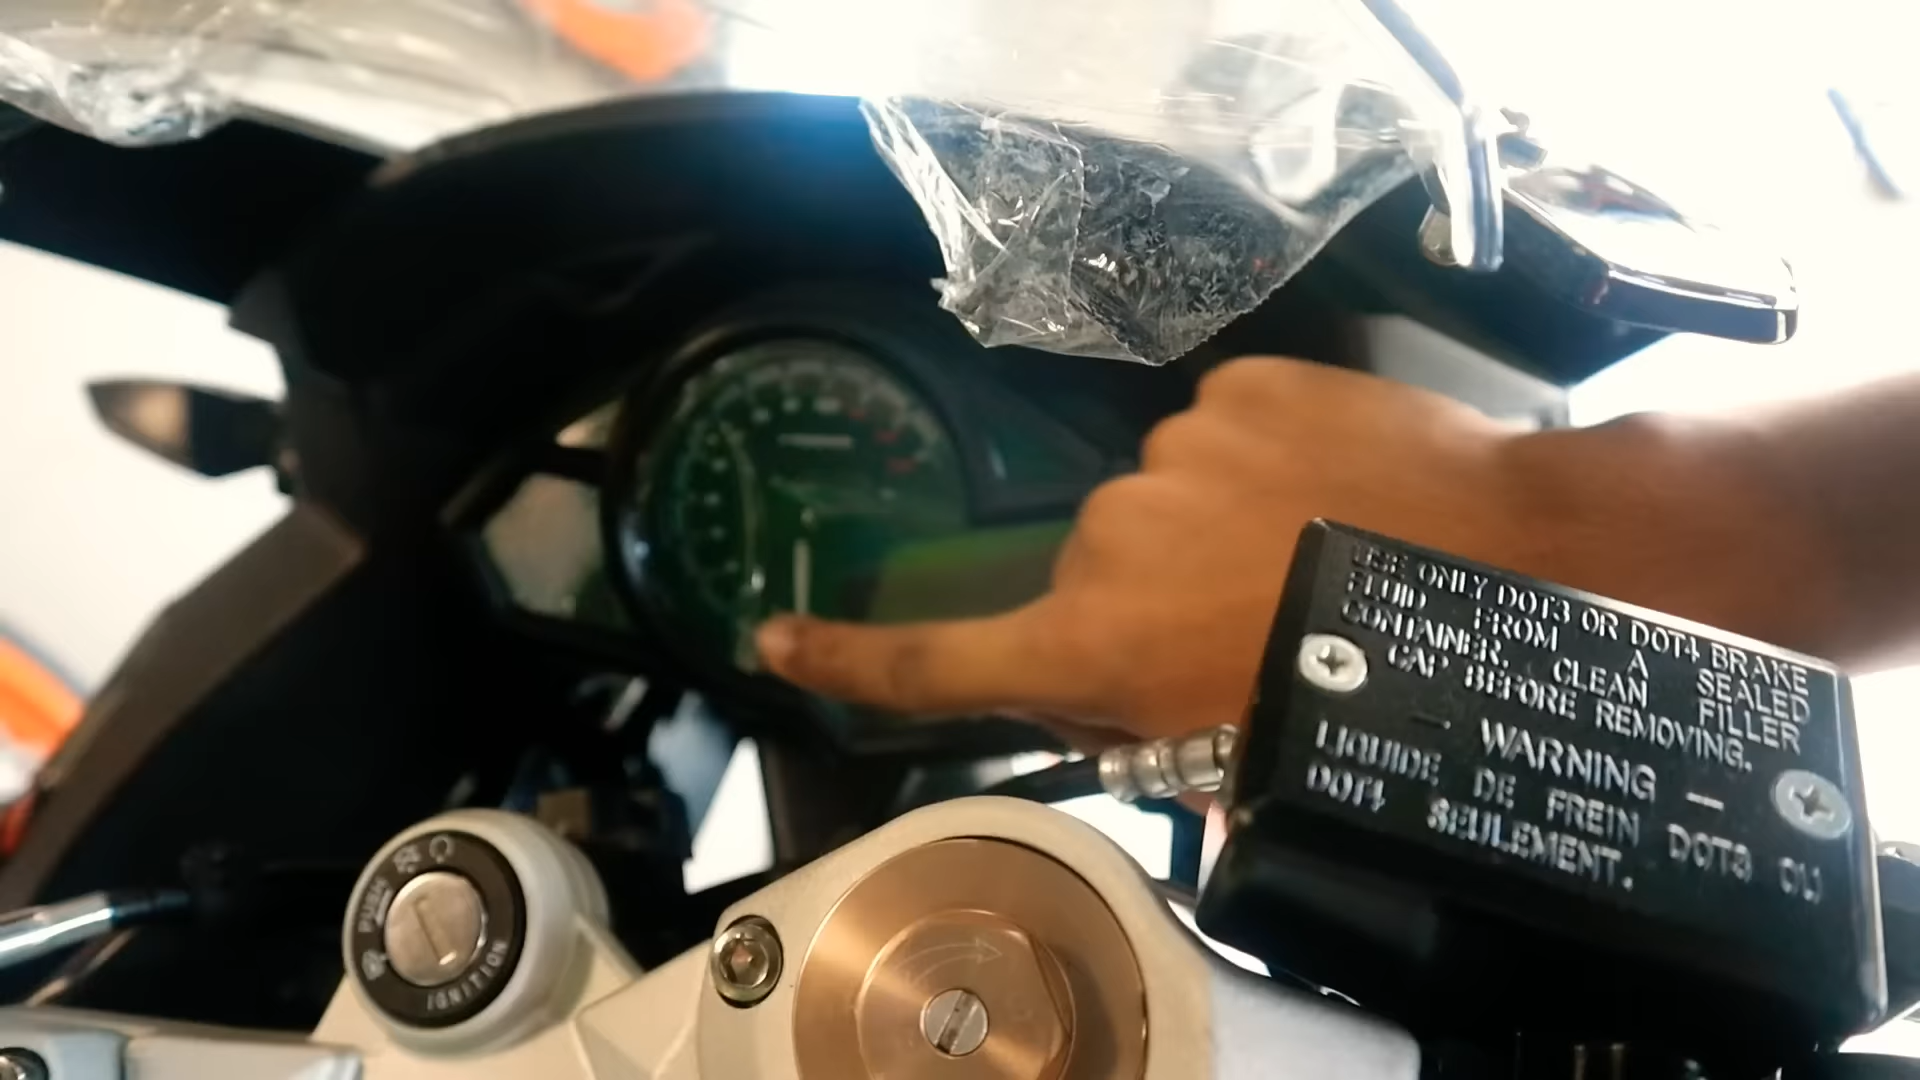 USE ONLY DOT3 OR DOT4 BRAKE
FLUID FROM A SEALED
CONTAINER. CLEAN FILLER
CAP BEFORE REMOVING.
— WARNING —
LIQUIDE DE FREIN DOT3 OU
DOT4 SEULEMENT.
PUSH
IGNITION